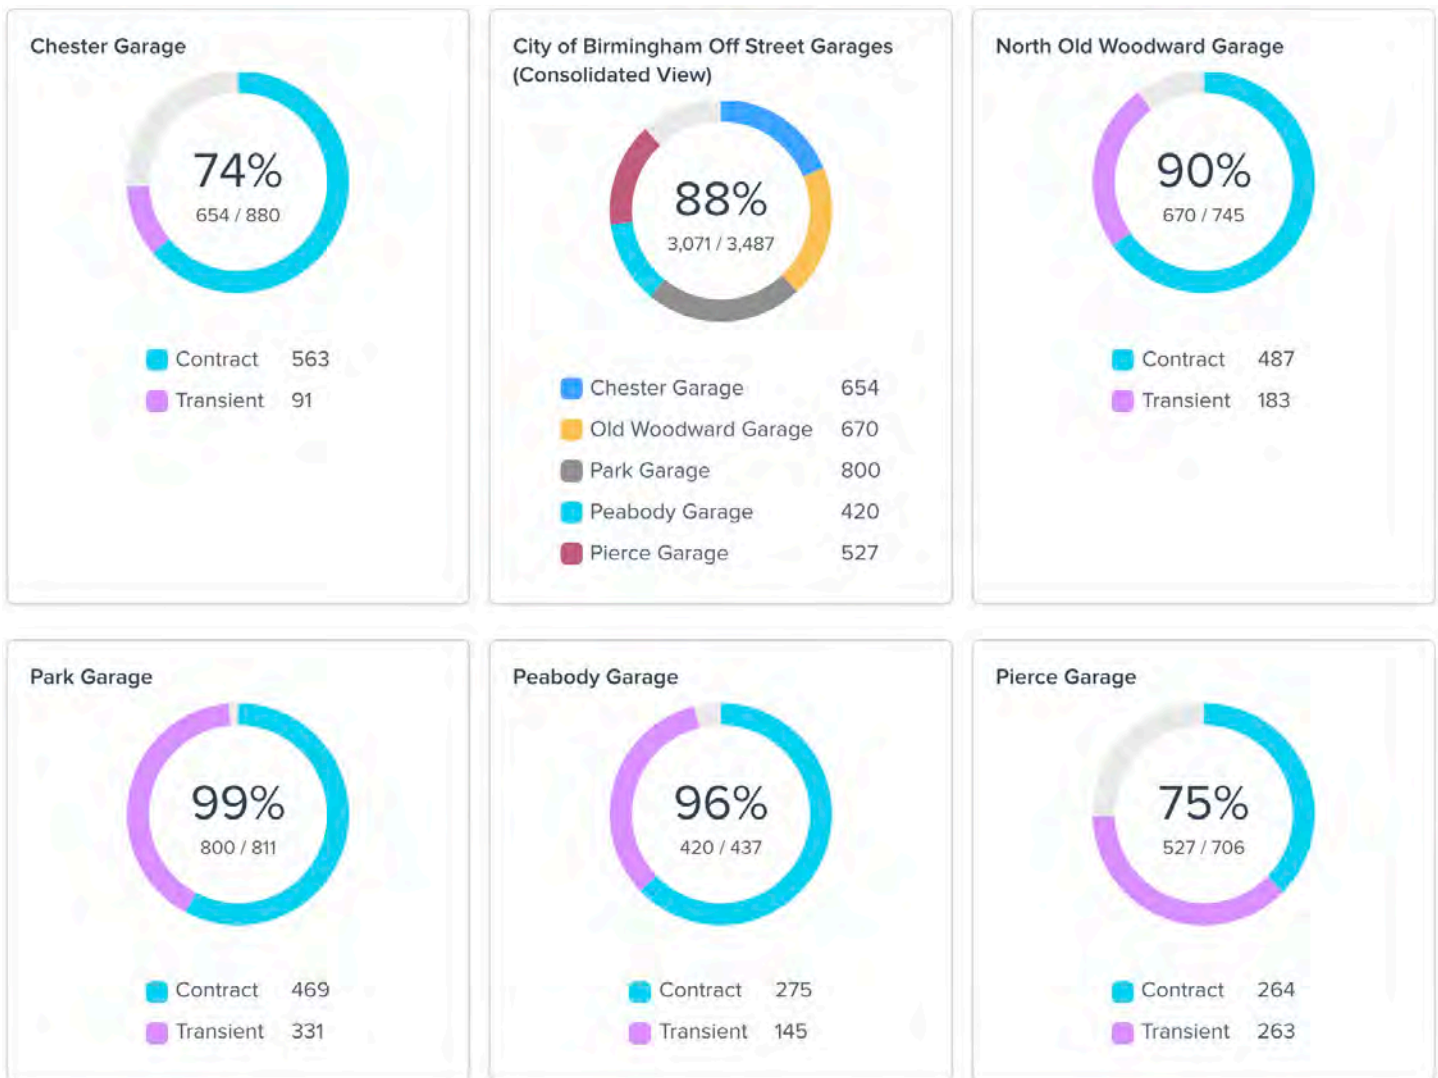 Chester Garage
74%
654 / 880
Contract 563
Transient 91
City of Birmingham Off Street Garages
(Consolidated View)
88%
3,071 / 3,487
Chester Garage 654
Old Woodward Garage 670
Park Garage 800
Peabody Garage 420
Pierce Garage 527
North Old Woodward Garage
90%
670 / 745
Contract 487
Transient 183
Park Garage
99%
800 / 811
Contract 469
Transient 331
Peabody Garage
96%
420 / 437
Contract 275
Transient 145
Pierce Garage
75%
527 / 706
Contract 264
Transient 263